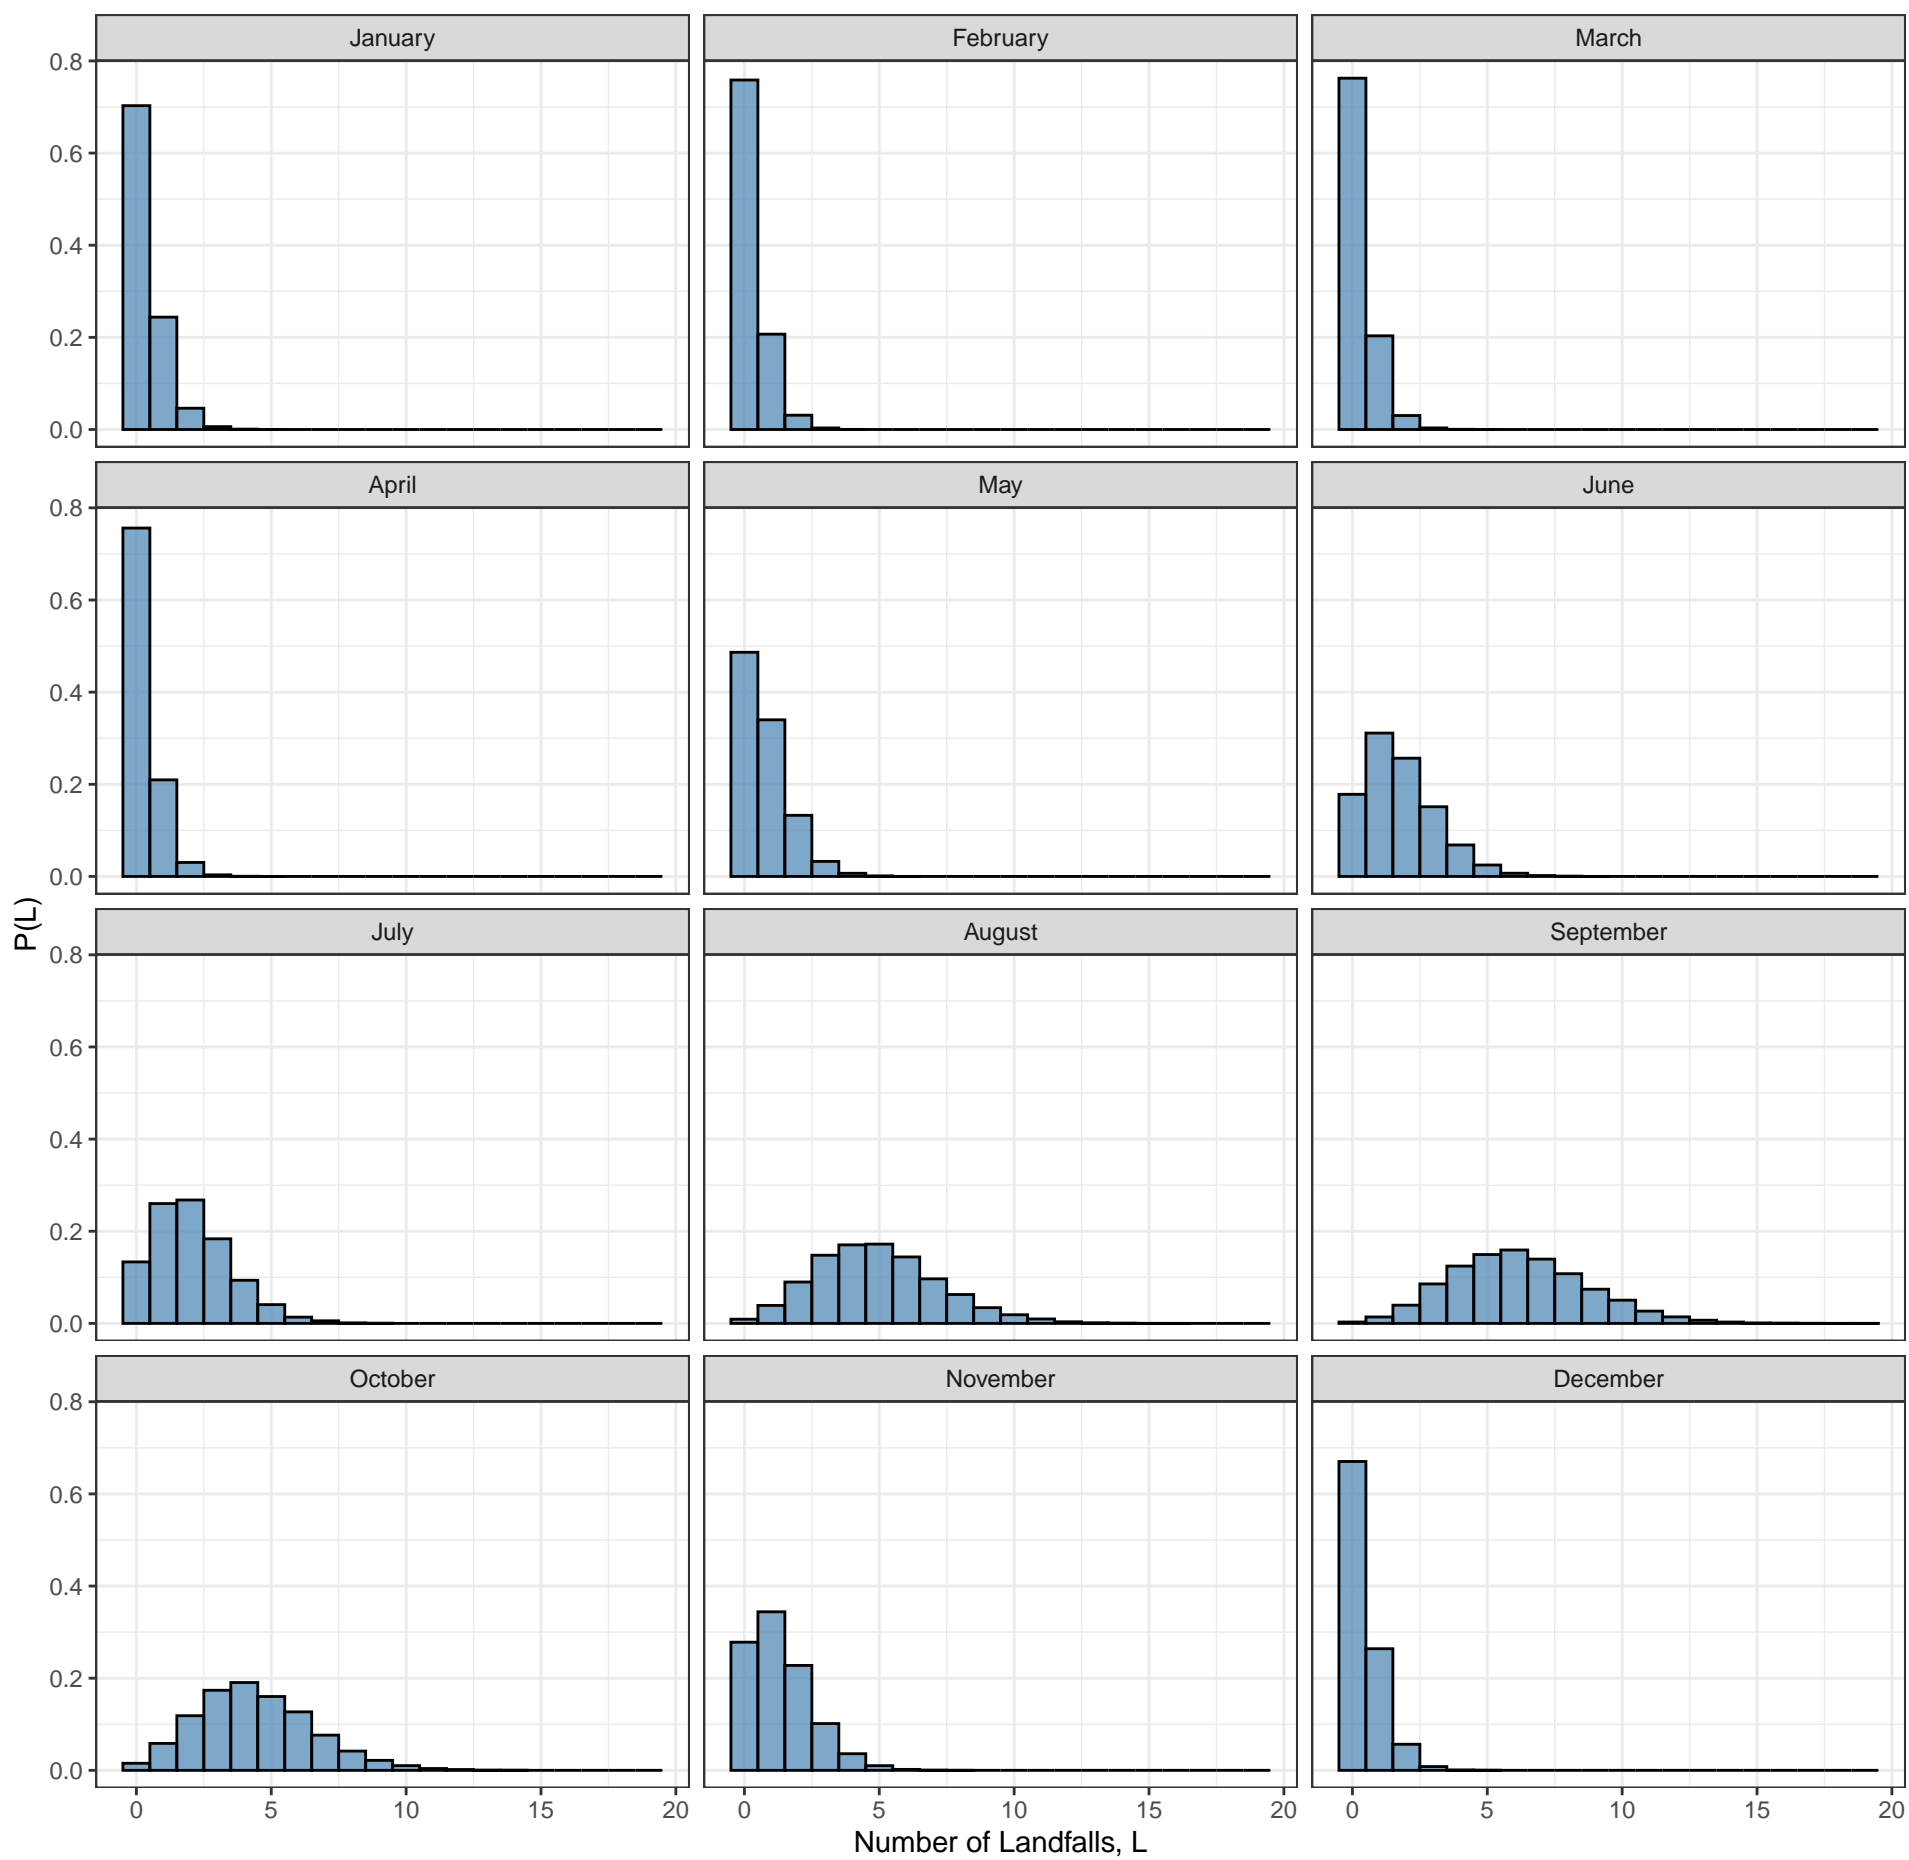 January February March
0.8
0.6
0.4
0.2
0.0
April May June
0.8
0.6
0.4
0.2
0.0
P(L)
July August September
0.8
0.6
0.4
0.2
0.0
October November December
0.8
0.6
0.4
0.2
0.0
0 5 10 15 20 0 5 10 15 20 0 5 10 15 20
Number of Landfalls, L